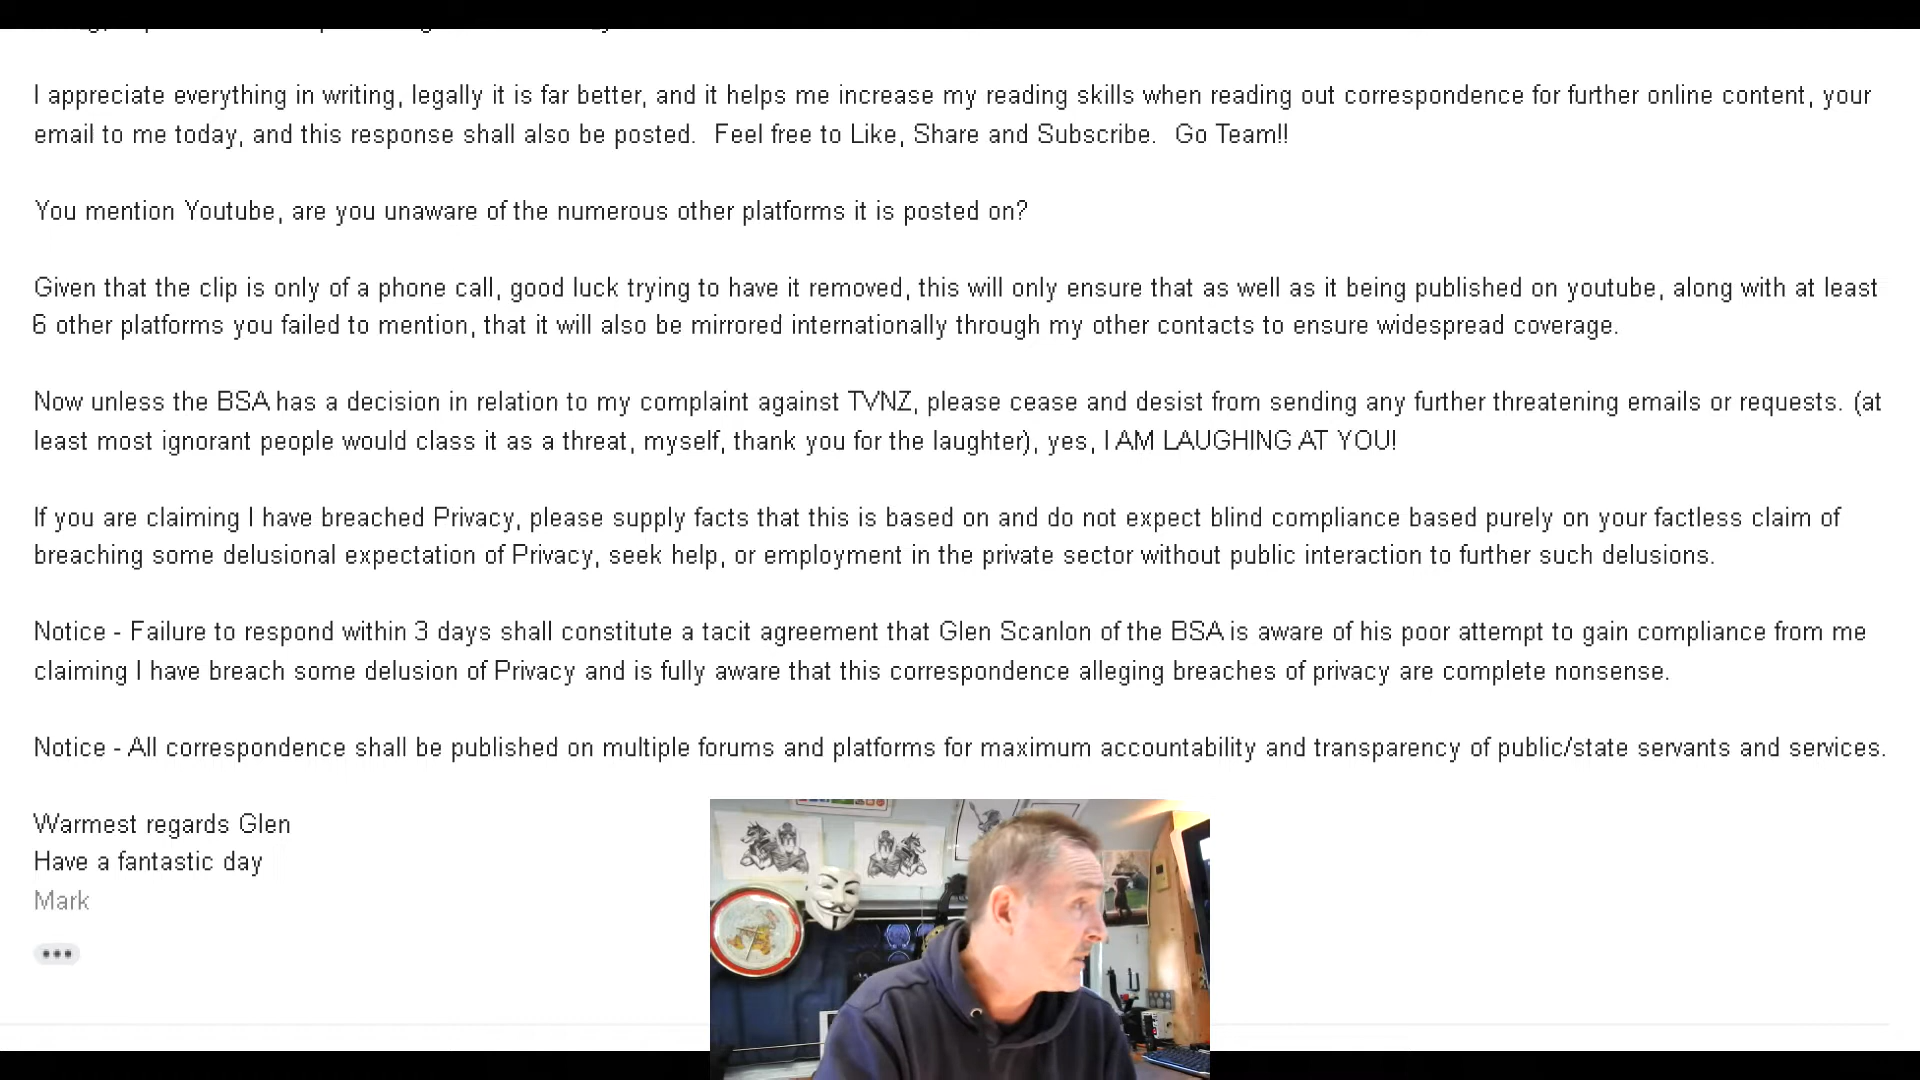 I appreciate everything in writing, legally it is far better, and it helps me increase my reading skills when reading out correspondence for further online content, your
email to me today, and this response shall also be posted.  Feel free to Like, Share and Subscribe.  Go Team!!
You mention Youtube, are you unaware of the numerous other platforms it is posted on?
Given that the clip is only of a phone call, good luck trying to have it removed, this will only ensure that as well as it being published on youtube, along with at least
6 other platforms you failed to mention, that it will also be mirrored internationally through my other contacts to ensure widespread coverage.
Now unless the BSA has a decision in relation to my complaint against TVNZ, please cease and desist from sending any further threatening emails or requests. (at
least most ignorant people would class it as a threat, myself, thank you for the laughter), yes, I AM LAUGHING AT YOU!
If you are claiming I have breached Privacy, please supply facts that this is based on and do not expect blind compliance based purely on your factless claim of
breaching some delusional expectation of Privacy, seek help, or employment in the private sector without public interaction to further such delusions.
Notice - Failure to respond within 3 days shall constitute a tacit agreement that Glen Scanlon of the BSA is aware of his poor attempt to gain compliance from me
claiming I have breach some delusion of Privacy and is fully aware that this correspondence alleging breaches of privacy are complete nonsense.
Notice - All correspondence shall be published on multiple forums and platforms for maximum accountability and transparency of public/state servants and services.
Warmest regards Glen
Have a fantastic day
Mark